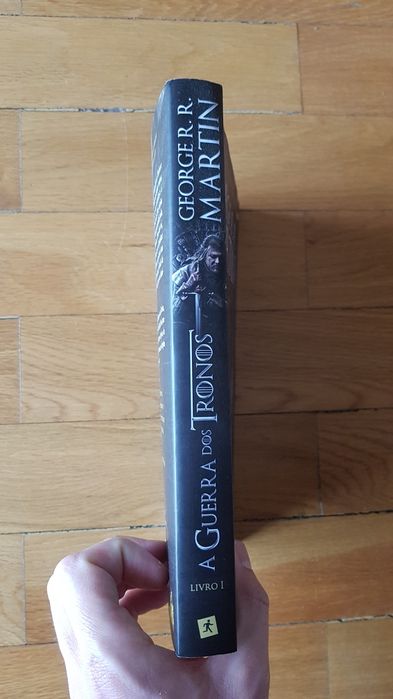 GEORGE R. R.
MARTIN
A GUERRA DOS TRONOS
LIVRO I